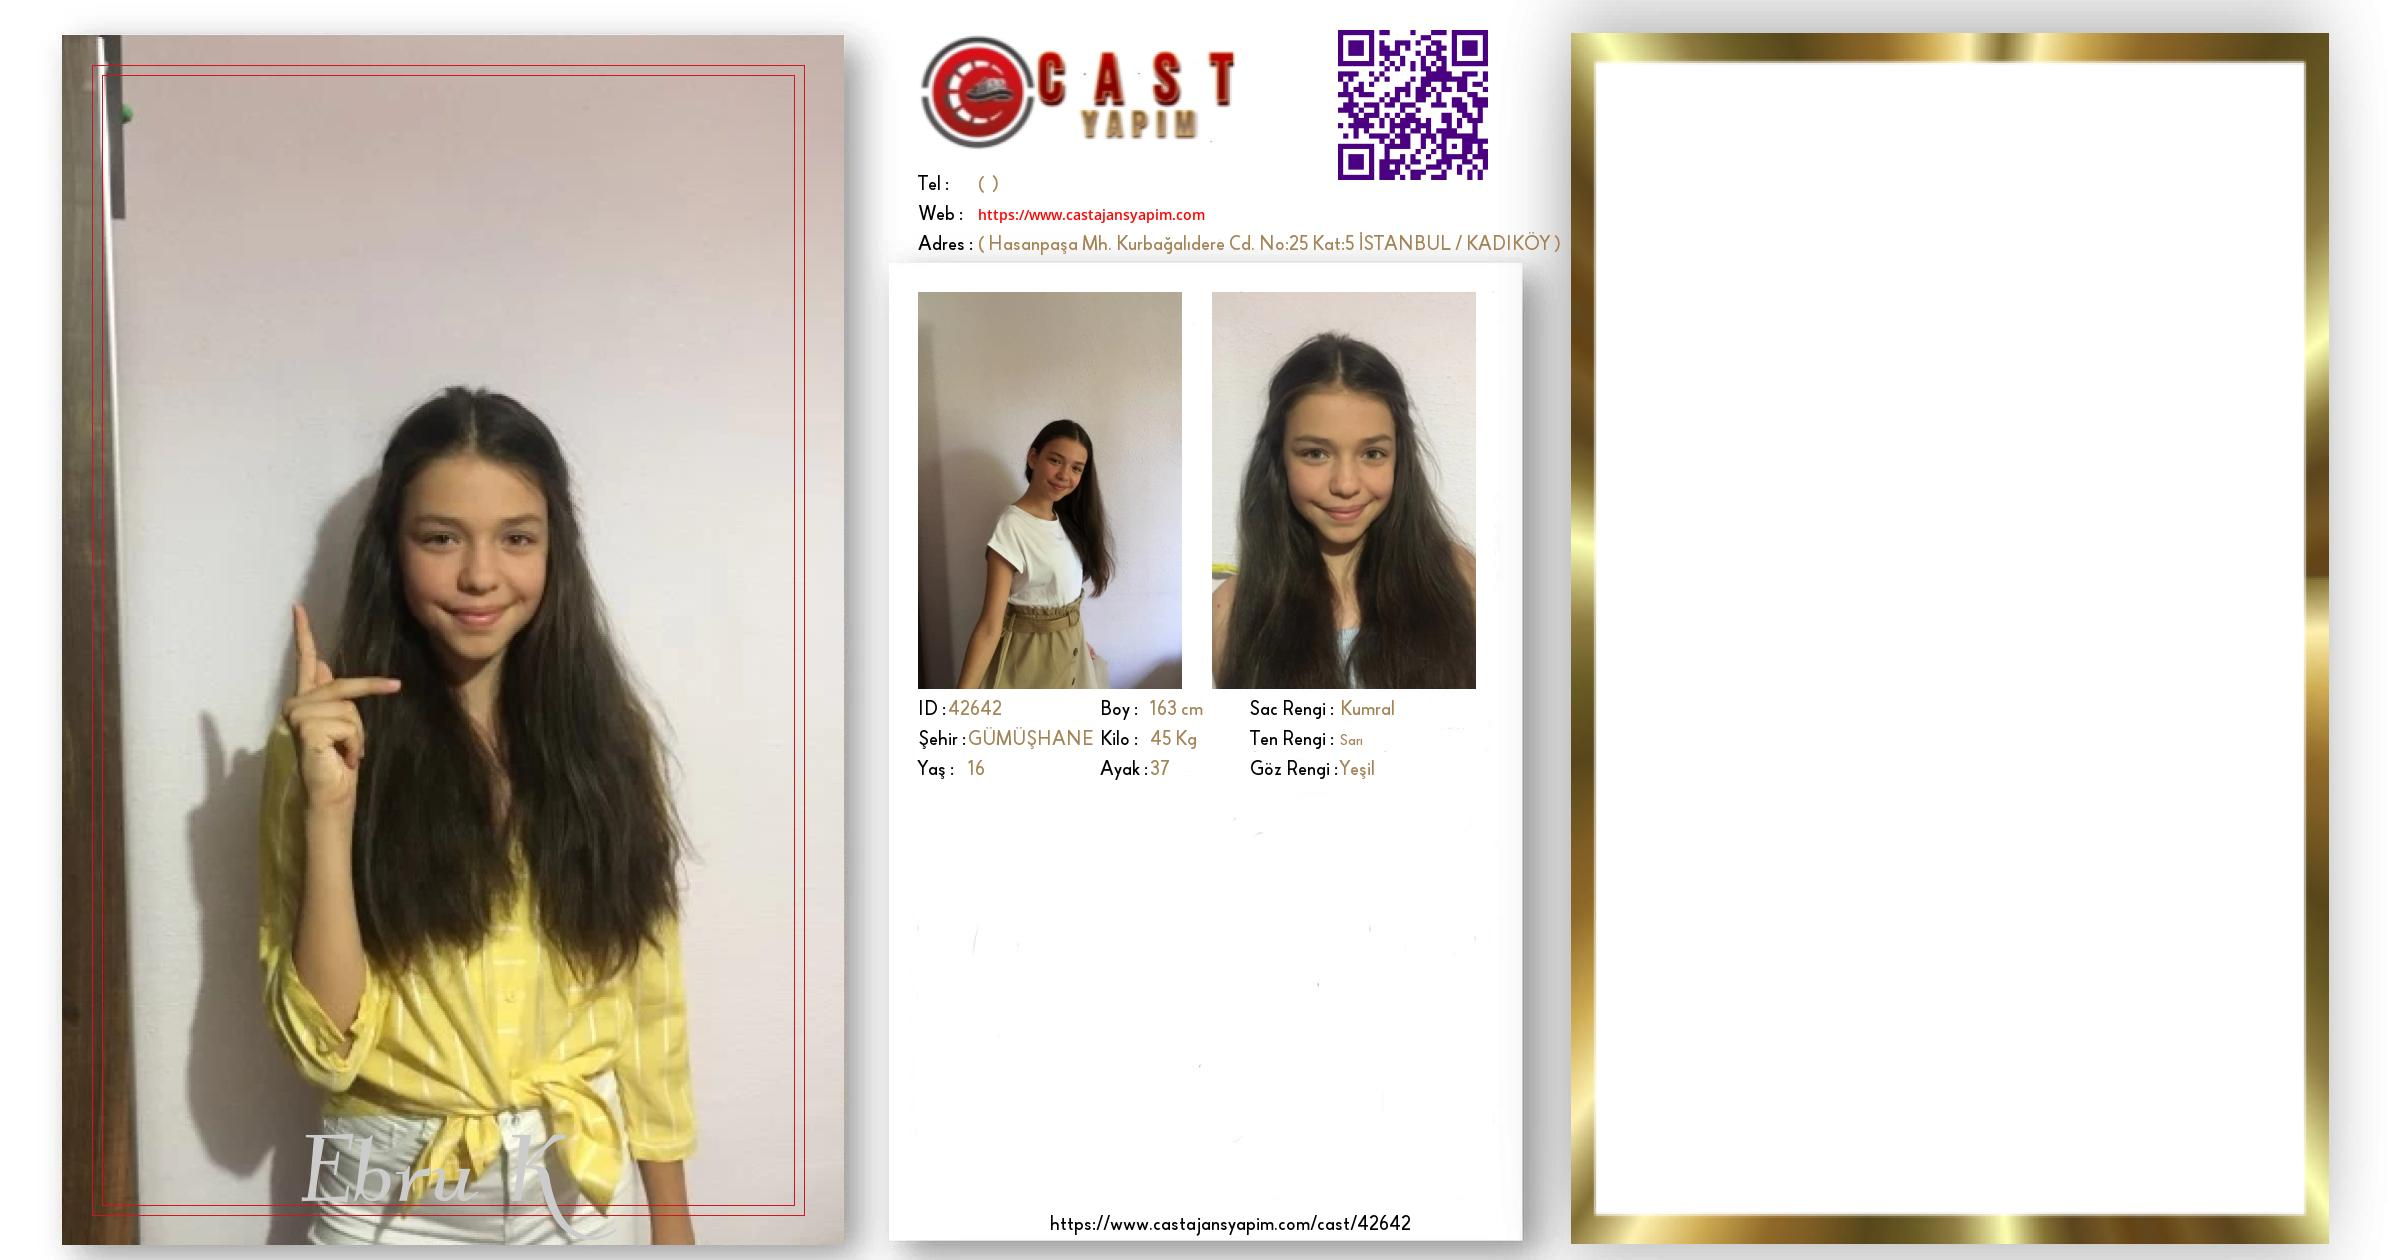 Ebru K
CAST
YAPIM
Tel : ( )
Web : https://www.castajansyapim.com
Adres : ( Hasanpaşa Mh. Kurbağalıdere Cd. No:25 Kat:5 İSTANBUL / KADIKÖY )
ID : 42642 Boy : 163 cm Sac Rengi : Kumral
Şehir : GÜMÜŞHANE Kilo : 45 Kg Ten Rengi : Sarı
Yaş : 16 Ayak : 37 Göz Rengi : Yeşil
https://www.castajansyapim.com/cast/42642